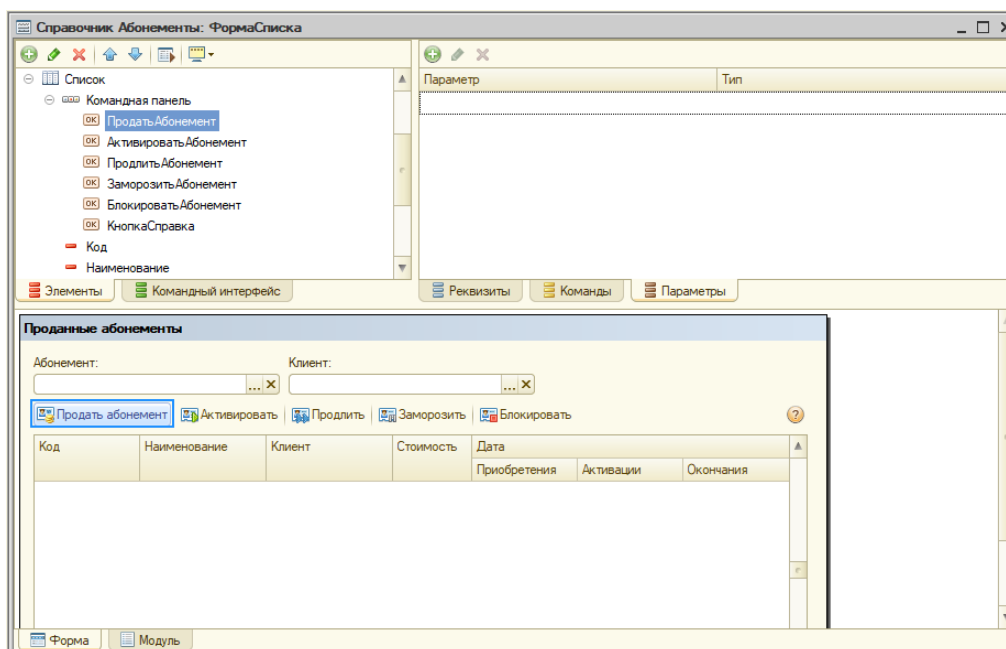 Справочник Абонементы: ФормаСписка
Список
Командная панель
ПродатьАбонемент
АктивироватьАбонемент
ПродлитьАбонемент
ЗаморозитьАбонемент
БлокироватьАбонемент
КнопкаСправка
Код
Наименование
Элементы Командный интерфейс
Параметр Тип
Реквизиты Команды Параметры
Проданные абонементы
Абонемент: Клиент:
Продать абонемент Активировать Продлить Заморозить Блокировать
Код Наименование Клиент Стоимость Дата
Приобретения Активации Окончания
Форма Модуль